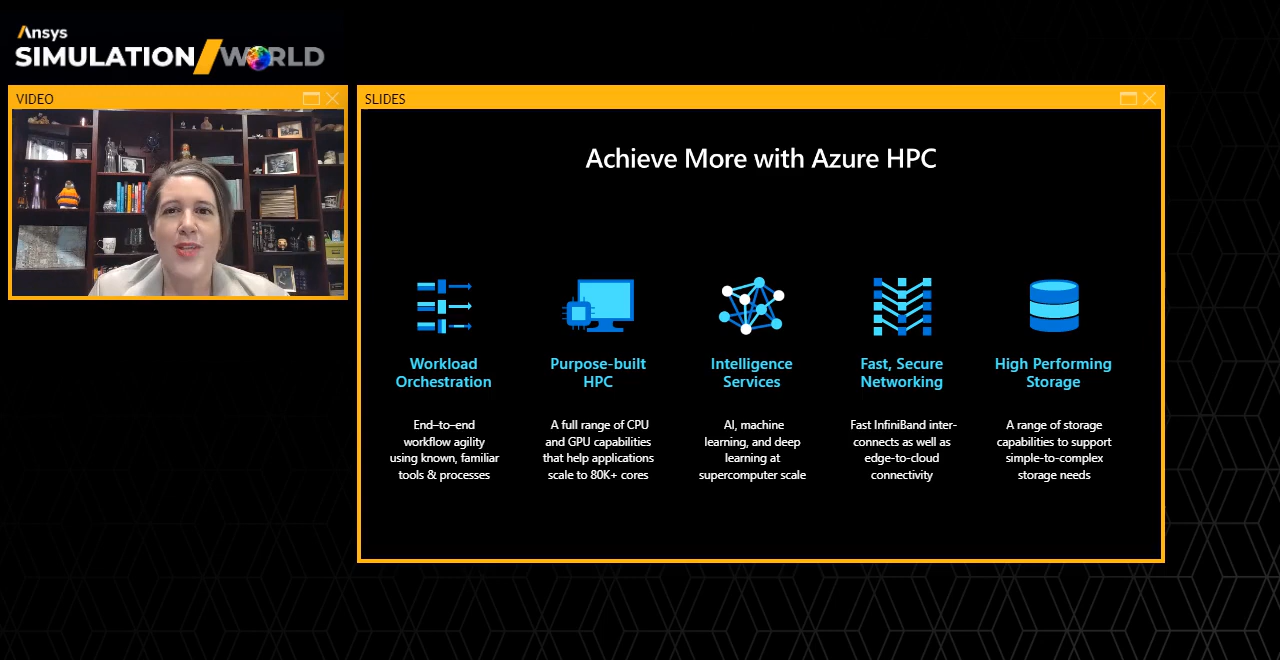 Ansys
SIMULATION/WORLD
VIDEO
SLIDES
Achieve More with Azure HPC
Workload
Orchestration
End–to–end
workflow agility
using known, familiar
tools & processes
Purpose-built
HPC
A full range of CPU
and GPU capabilities
that help applications
scale to 80K+ cores
Intelligence
Services
AI, machine
learning, and deep
learning at
supercomputer scale
Fast, Secure
Networking
Fast InfiniBand inter-
connects as well as
edge-to-cloud
connectivity
High Performing
Storage
A range of storage
capabilities to support
simple-to-complex
storage needs